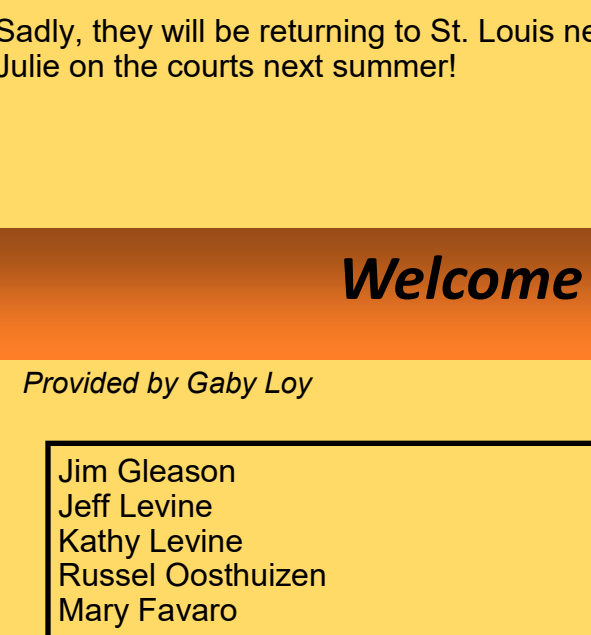 Sadly, they will be returning to St. Louis
Julie on the courts next summer!
Welcome
Provided by Gaby Loy
Jim Gleason
Jeff Levine
Kathy Levine
Russel Oosthuizen
Mary Favaro